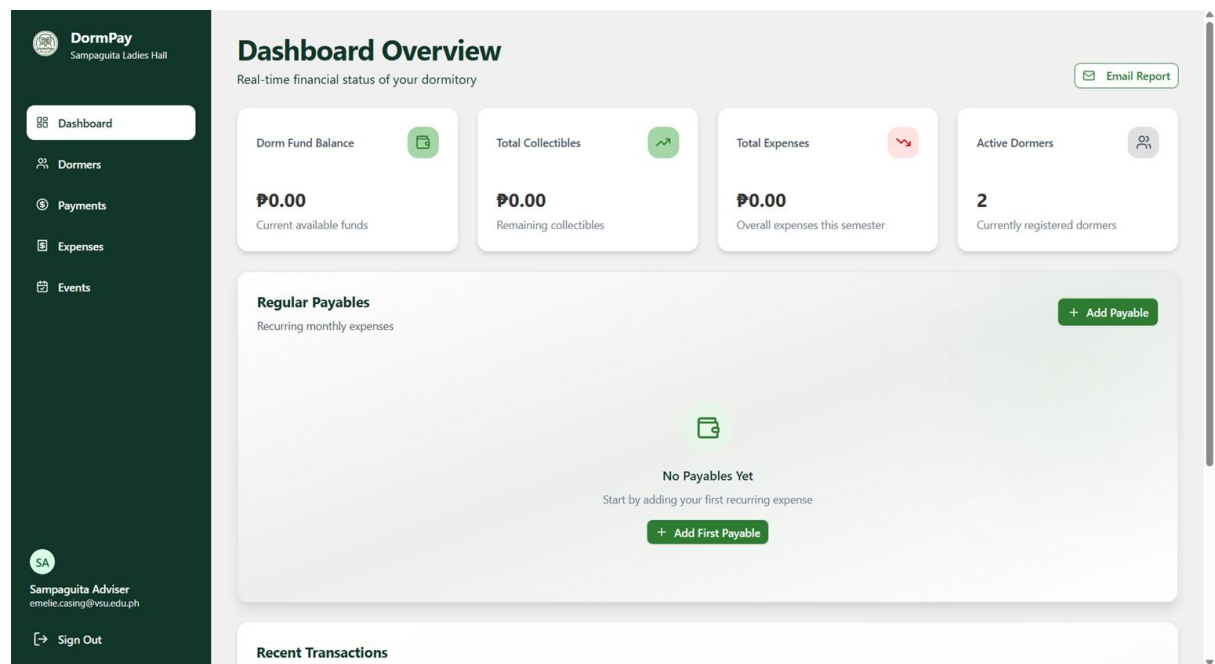 DormPay
Sampaguita Ladies Hall
Dashboard
Dormers
Payments
Expenses
Events
SA
Sampaguita Adviser
emelie.casing@vsu.edu.ph
Sign Out
Dashboard Overview
Real-time financial status of your dormitory
Email Report
Dorm Fund Balance
₱0.00
Current available funds
Total Collectibles
₱0.00
Remaining collectibles
Total Expenses
₱0.00
Overall expenses this semester
Active Dormers
2
Currently registered dormers
Regular Payables
Recurring monthly expenses
+ Add Payable
No Payables Yet
Start by adding your first recurring expense
+ Add First Payable
Recent Transactions